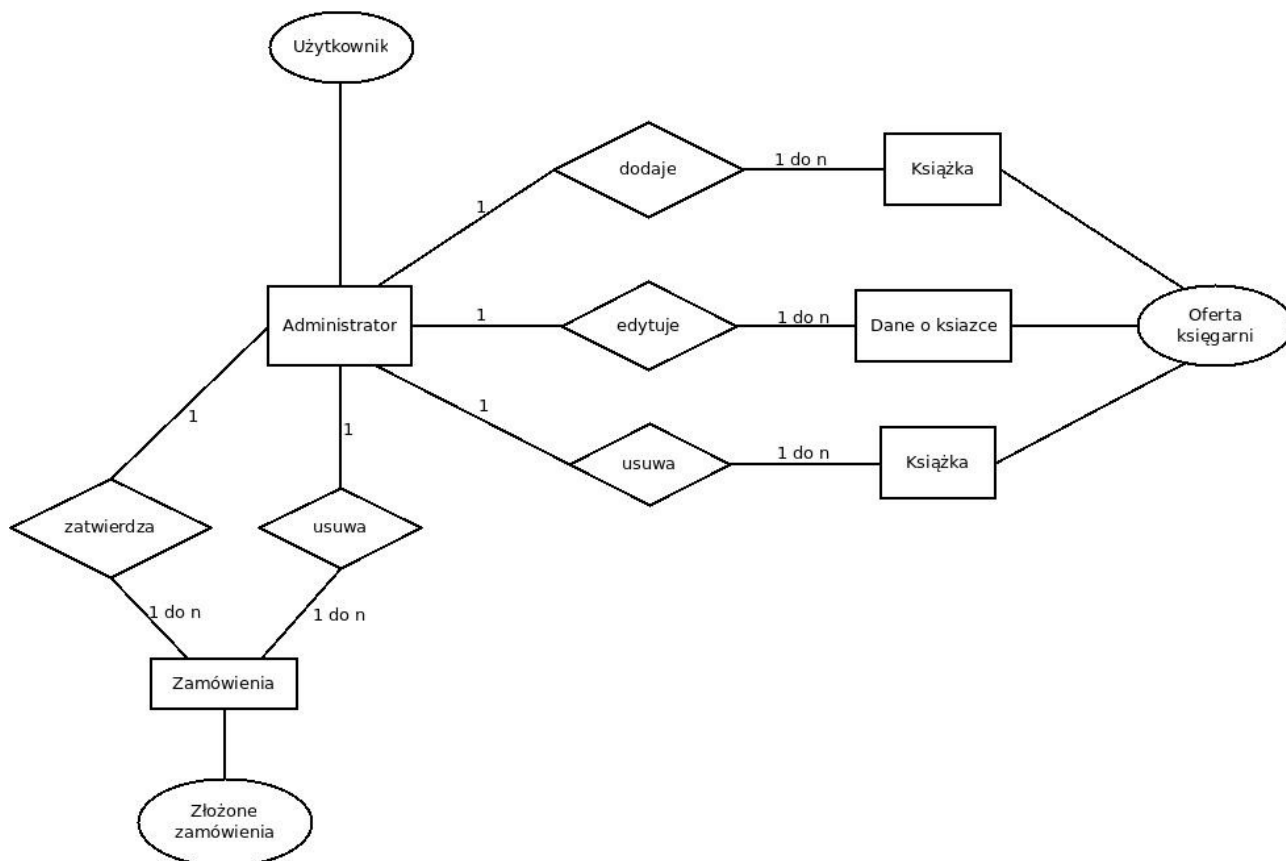 Użytkownik
dodaje
1 do n
Książka
1
Administrator
1
edytuje
1 do n
Dane o ksiazce
Oferta
księgarni
1
usuwa
1 do n
Książka
1
1
zatwierdza
usuwa
1 do n
1 do n
Zamówienia
Złożone
zamówienia